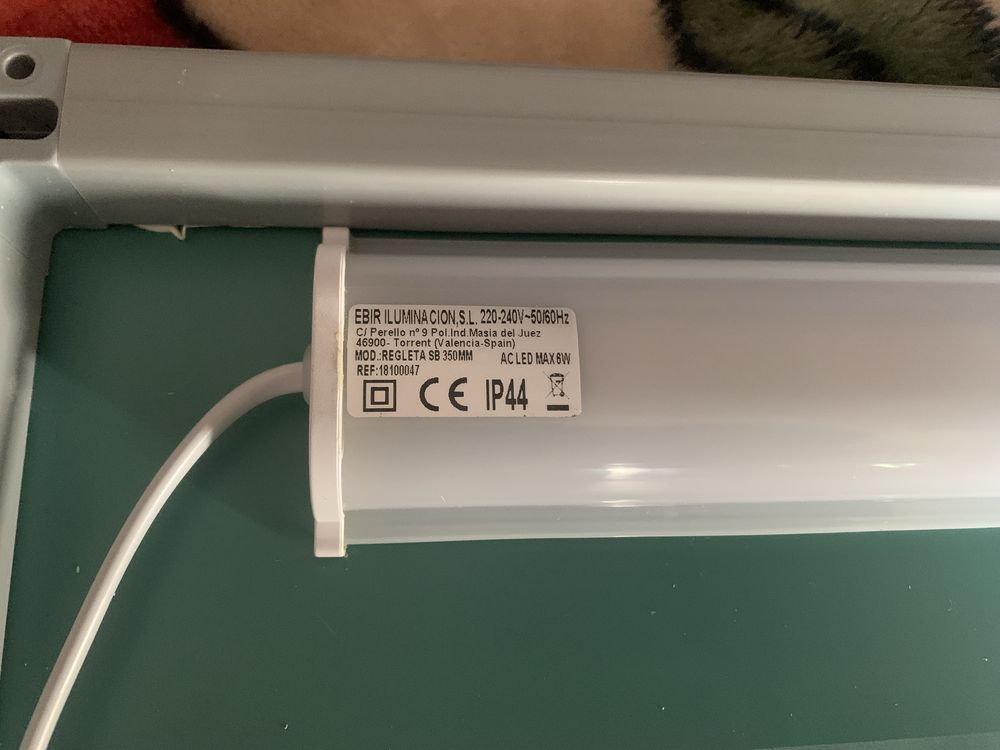 EBIR ILUMINACION,S.L. 220-240V~50/60Hz
C/ Perello nº 9 Pol.Ind.Masia del Juez
46900- Torrent (Valencia-Spain)
MOD.:REGLETA SB 350MM AC LED MAX 6W
REF:18100047
CE IP44